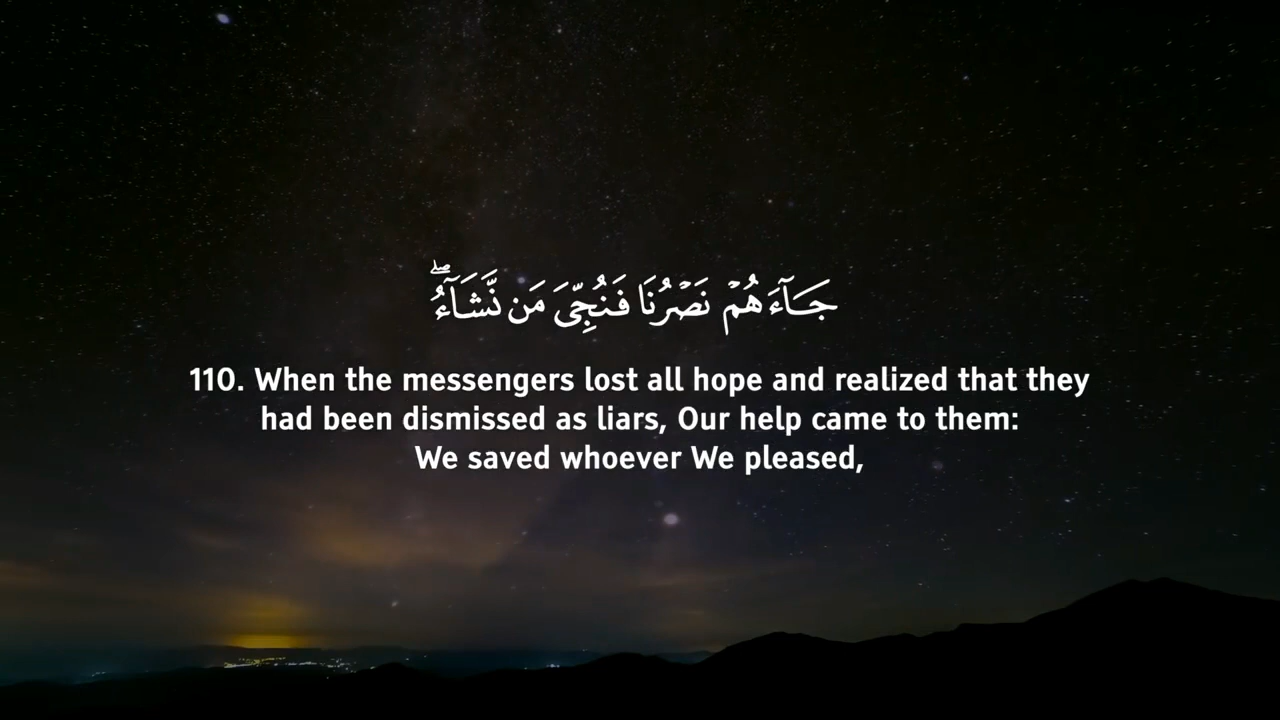 جَآءَهُمْ نَصْرُنَا فَنُجِّىَ مَن نَّشَآءُ ۖ
110. When the messengers lost all hope and realized that they
had been dismissed as liars, Our help came to them:
We saved whoever We pleased,